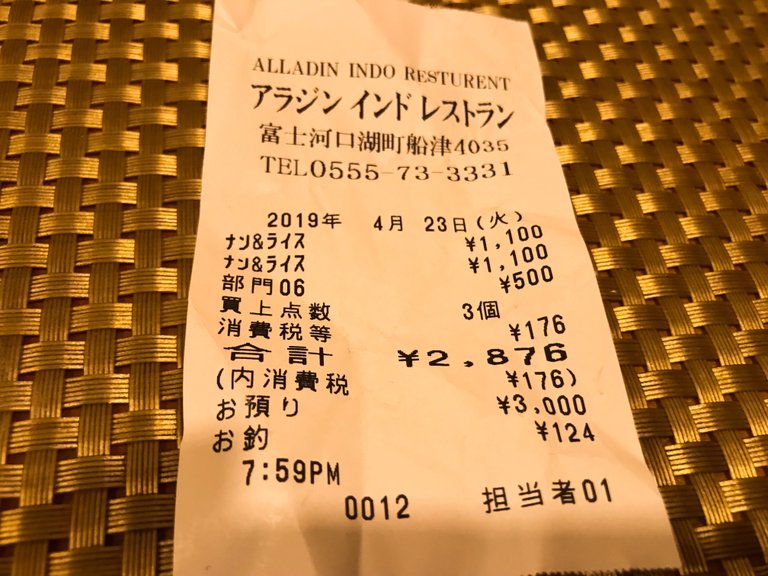 ALLADIN INDO RESTURENT
アラジン インド レストラン
富士河口湖町船津4035
TEL0555-73-3331
2019年 4月 23日(火)
ナン&ライス ¥1,100
ナン&ライス ¥1,100
部門06 ¥500
買上点数 3個
消費税等 ¥176
合計 ¥2,876
(内消費税 ¥176)
お預り ¥3,000
お釣 ¥124
7:59PM
0012 担当者01